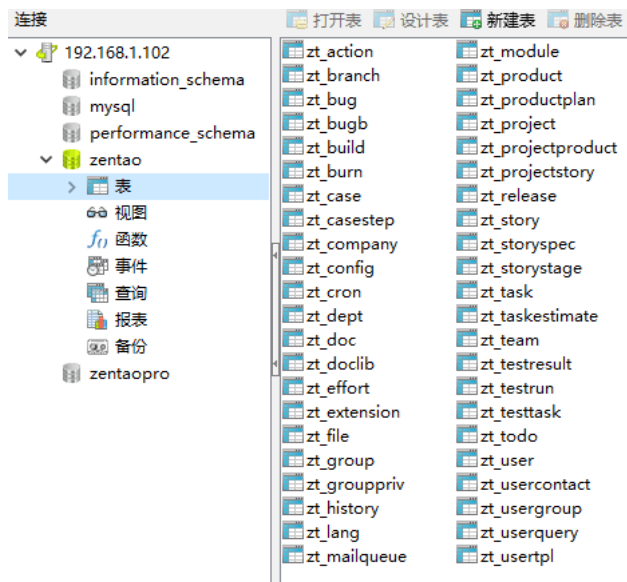 连接
打开表 设计表 新建表 删除表
192.168.1.102
information_schema
mysql
performance_schema
zentao
表
视图
函数
事件
查询
报表
备份
zentaopro
zt_action
zt_branch
zt_bug
zt_bugb
zt_build
zt_burn
zt_case
zt_casestep
zt_company
zt_config
zt_cron
zt_dept
zt_doc
zt_doclib
zt_effort
zt_extension
zt_file
zt_group
zt_grouppriv
zt_history
zt_lang
zt_mailqueue
zt_module
zt_product
zt_productplan
zt_project
zt_projectproduct
zt_projectstory
zt_release
zt_story
zt_storyspec
zt_storystage
zt_task
zt_taskestimate
zt_team
zt_testresult
zt_testrun
zt_testtask
zt_todo
zt_user
zt_usercontact
zt_usergroup
zt_userquery
zt_usertpl